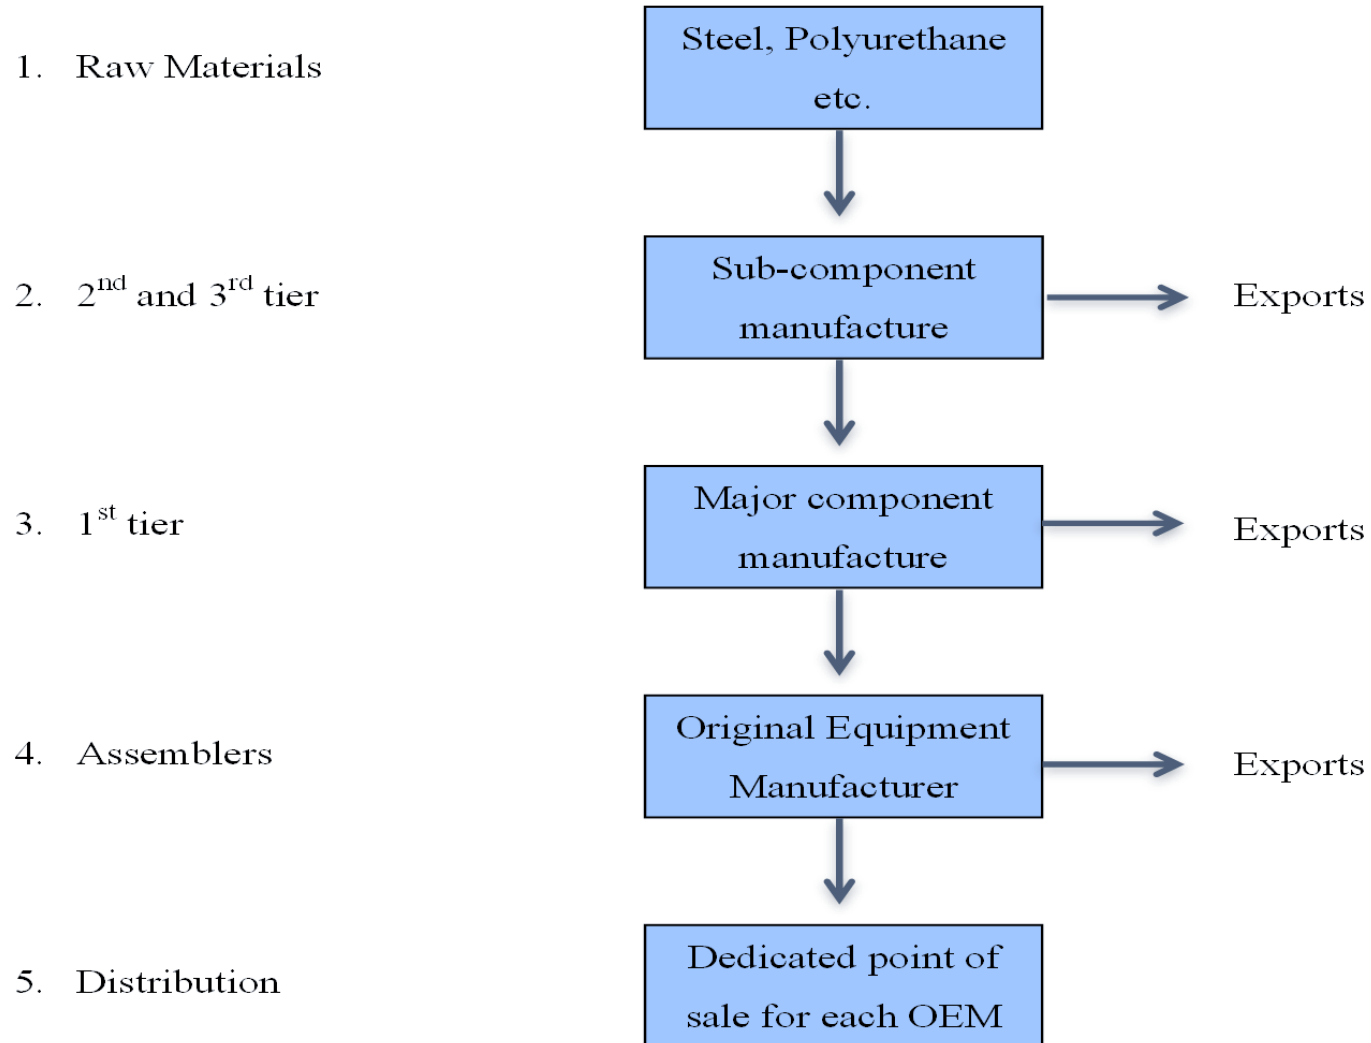 1. Raw Materials
Steel, Polyurethane
etc.
2. 2nd and 3rd tier
Sub-component
manufacture
Exports
3. 1st tier
Major component
manufacture
Exports
4. Assemblers
Original Equipment
Manufacturer
Exports
5. Distribution
Dedicated point of
sale for each OEM